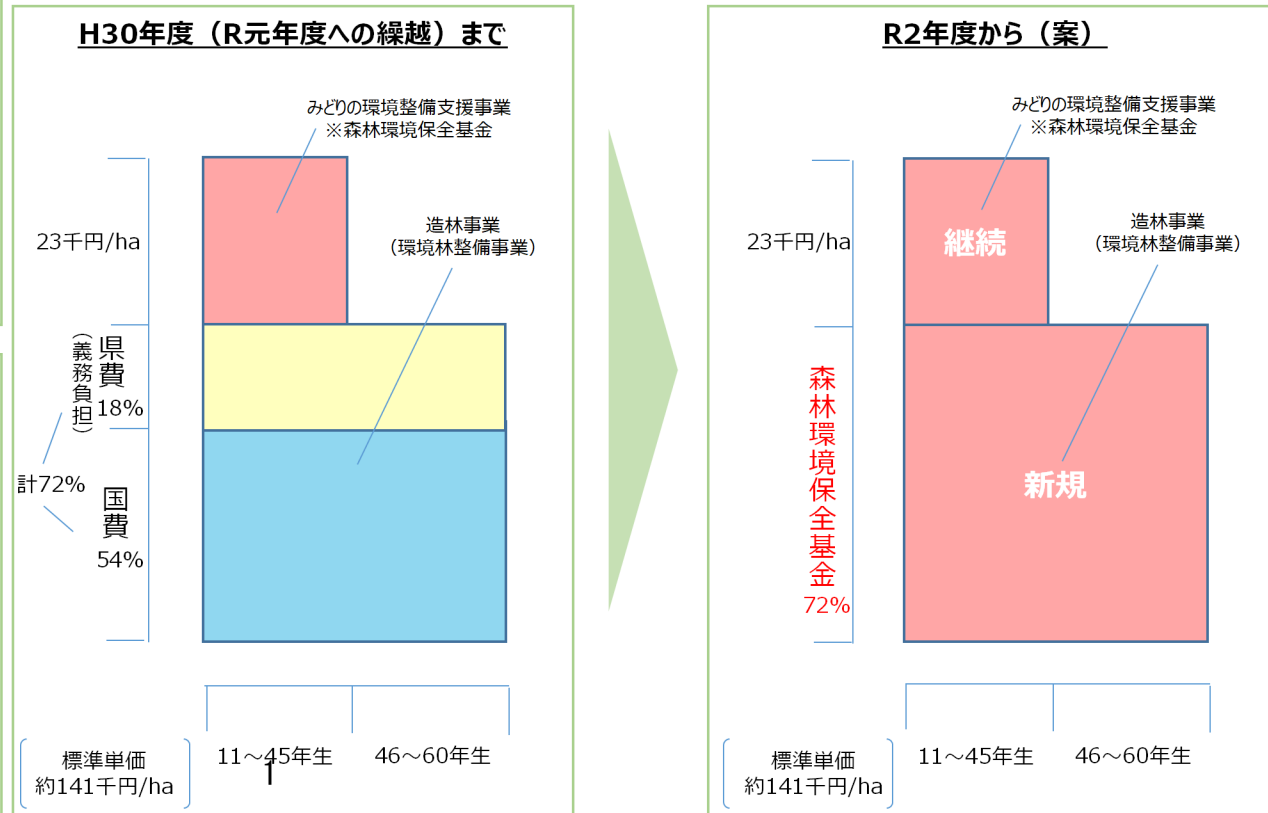 H30年度（R元年度への繰越）まで
みどりの環境整備支援事業
※森林環境保全基金
造林事業
（環境林整備事業）
23千円/ha
県費
（義務負担）
18%
計72%
国費
54%
標準単価
約141千円/ha
11～45年生
46～60年生
1
R2年度から（案）
みどりの環境整備支援事業
※森林環境保全基金
造林事業
（環境林整備事業）
23千円/ha
継続
森林環境保全基金
72%
新規
標準単価
約141千円/ha
11～45年生
46～60年生